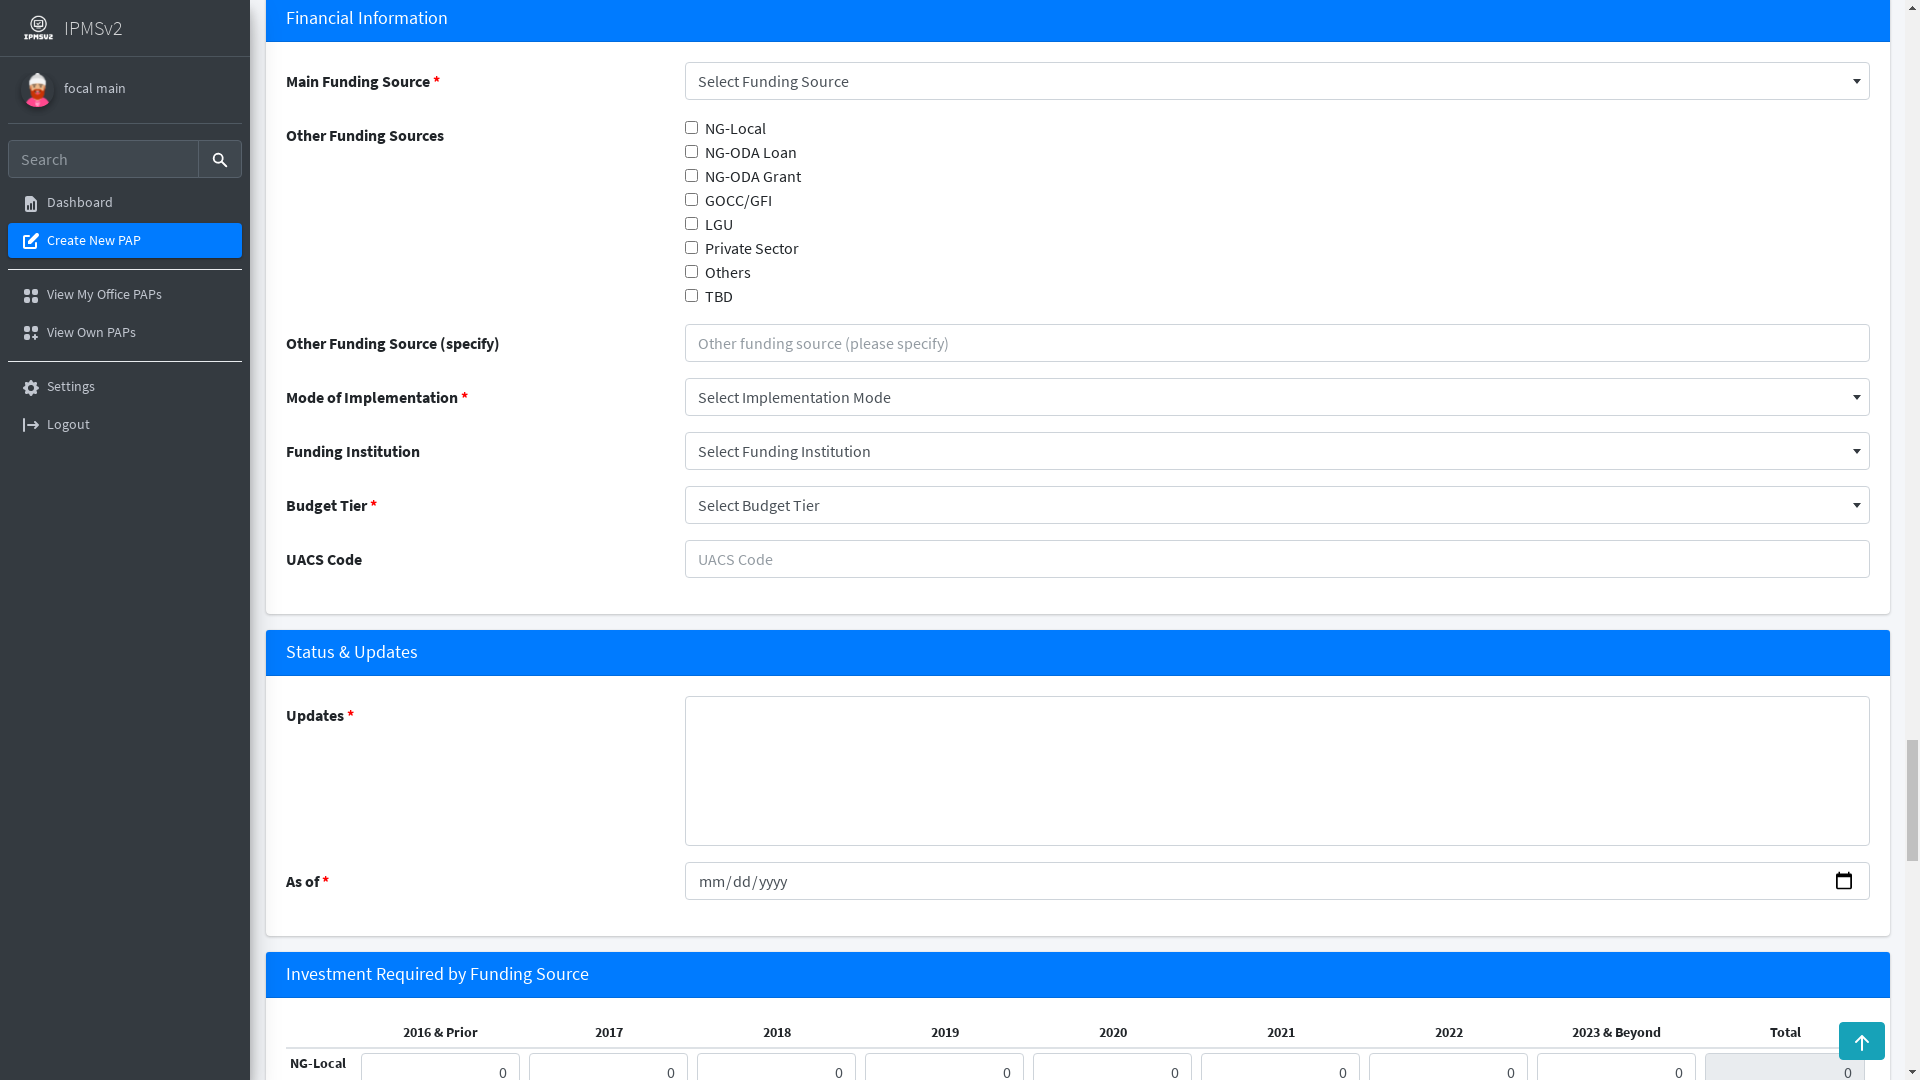 IPMSv2
IPMSV2
focal main
Search
Dashboard
Create New PAP
View My Office PAPs
View Own PAPs
Settings
Logout
Financial Information
Main Funding Source *
Select Funding Source
Other Funding Sources
NG-Local
NG-ODA Loan
NG-ODA Grant
GOCC/GFI
LGU
Private Sector
Others
TBD
Other Funding Source (specify)
Other funding source (please specify)
Mode of Implementation *
Select Implementation Mode
Funding Institution
Select Funding Institution
Budget Tier *
Select Budget Tier
UACS Code
UACS Code
Status & Updates
Updates *
As of *
mm/dd/yyyy
Investment Required by Funding Source
2016 & Prior 2017 2018 2019 2020 2021 2022 2023 & Beyond Total
NG-Local 0 0 0 0 0 0 0 0 0